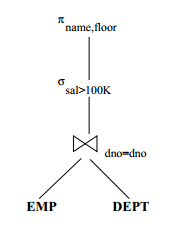 π name,floor
σ sal>100K
dno=dno
EMP DEPT